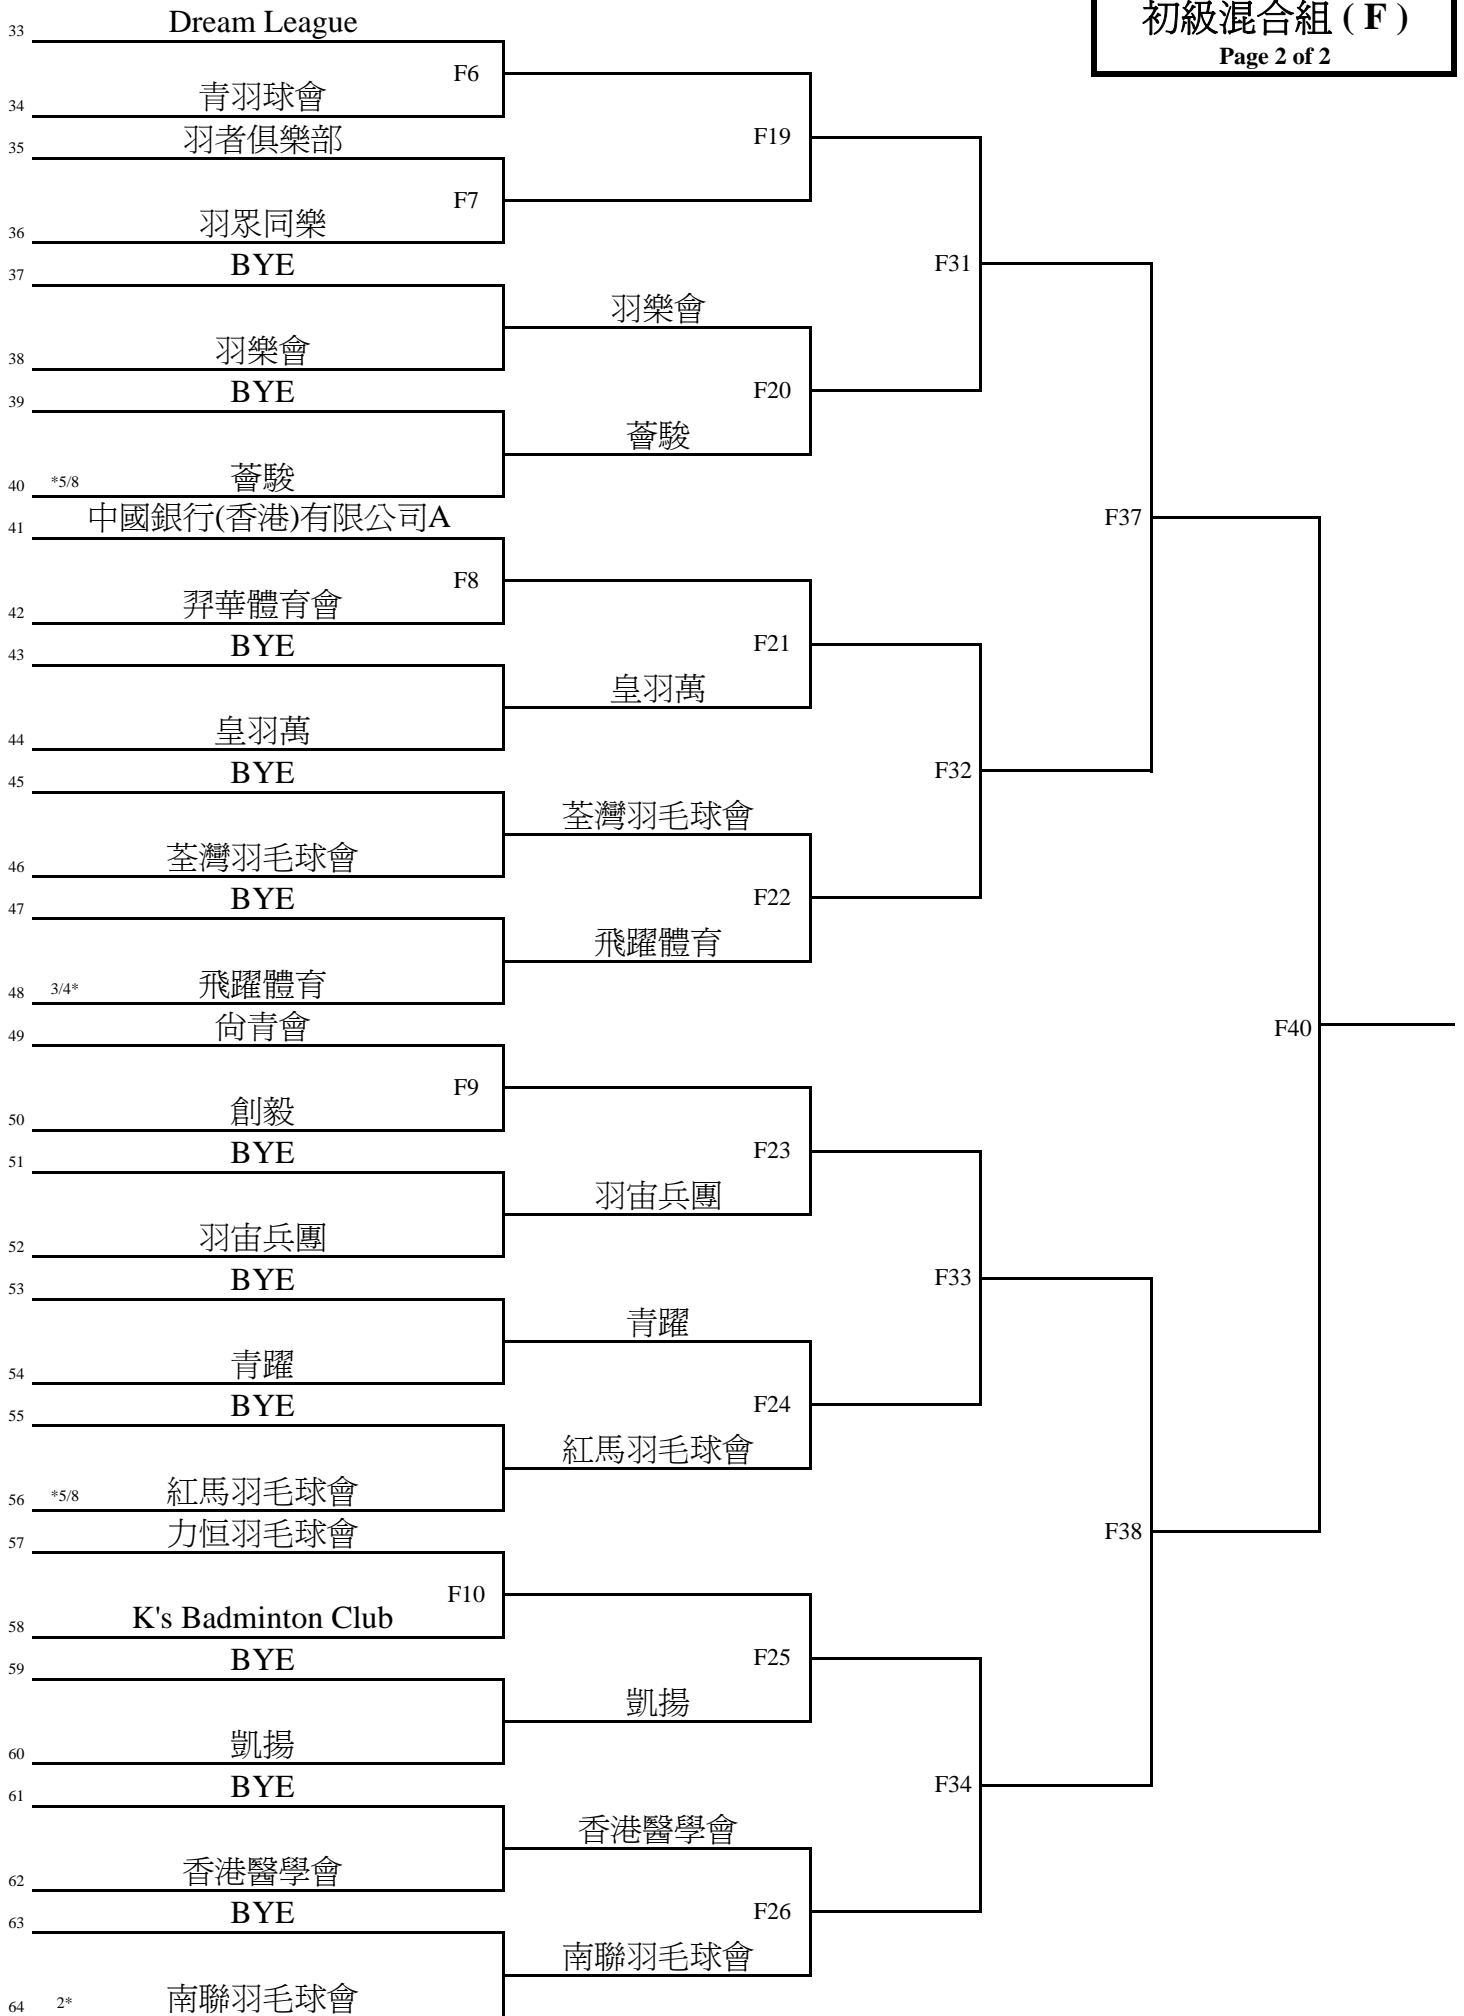 初級混合組 ( F )
Page 2 of 2
33 Dream League
F6
34 青羽球會
35 羽者俱樂部
F19
F7
36 羽眾同樂
37 BYE
F31
羽樂會
38 羽樂會
39 BYE
F20
薈駿
40 *5/8 薈駿
41 中國銀行(香港)有限公司A
F37
F8
42 羿華體育會
43 BYE
F21
皇羽萬
44 皇羽萬
45 BYE
F32
荃灣羽毛球會
46 荃灣羽毛球會
47 BYE
F22
飛躍體育
48 3/4* 飛躍體育
49 尚青會
F40
F9
50 創毅
51 BYE
F23
羽宙兵團
52 羽宙兵團
53 BYE
F33
青躍
54 青躍
55 BYE
F24
紅馬羽毛球會
56 *5/8 紅馬羽毛球會
57 力恒羽毛球會
F38
F10
58 K's Badminton Club
59 BYE
F25
凱揚
60 凱揚
61 BYE
F34
香港醫學會
62 香港醫學會
63 BYE
F26
南聯羽毛球會
64 2* 南聯羽毛球會